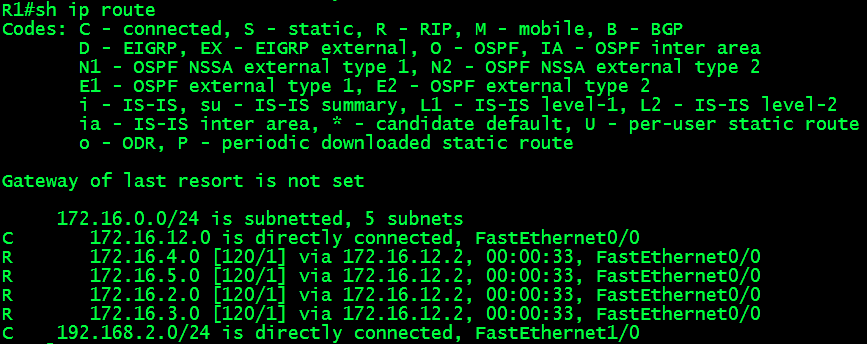 R1#sh ip route
Codes: C - connected, S - static, R - RIP, M - mobile, B - BGP
       D - EIGRP, EX - EIGRP external, O - OSPF, IA - OSPF inter area
       N1 - OSPF NSSA external type 1, N2 - OSPF NSSA external type 2
       E1 - OSPF external type 1, E2 - OSPF external type 2
       i - IS-IS, su - IS-IS summary, L1 - IS-IS level-1, L2 - IS-IS level-2
       ia - IS-IS inter area, * - candidate default, U - per-user static route
       o - ODR, P - periodic downloaded static route
Gateway of last resort is not set
     172.16.0.0/24 is subnetted, 5 subnets
C       172.16.12.0 is directly connected, FastEthernet0/0
R       172.16.4.0 [120/1] via 172.16.12.2, 00:00:33, FastEthernet0/0
R       172.16.5.0 [120/1] via 172.16.12.2, 00:00:33, FastEthernet0/0
R       172.16.2.0 [120/1] via 172.16.12.2, 00:00:33, FastEthernet0/0
R       172.16.3.0 [120/1] via 172.16.12.2, 00:00:33, FastEthernet0/0
C    192.168.2.0/24 is directly connected, FastEthernet1/0